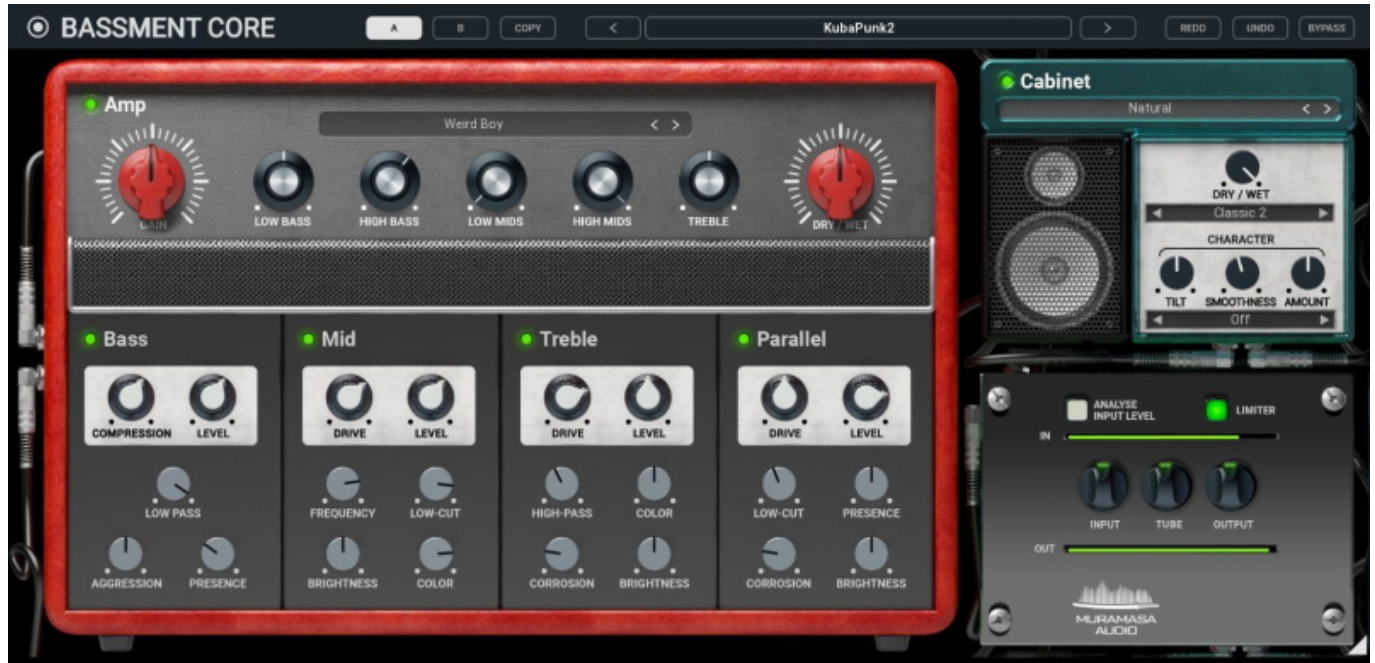 BASSMENT CORE
A
B
COPY
<
KubaPunk2
>
REDO
UNDO
BYPASS
Amp
Weird Boy
< >
GAIN
LOW BASS
HIGH BASS
LOW MIDS
HIGH MIDS
TREBLE
DRY / WET
Cabinet
Natural
< >
DRY / WET
Classic 2
CHARACTER
TILT
SMOOTHNESS
AMOUNT
Off
Bass
COMPRESSION
LEVEL
LOW PASS
AGGRESSION
PRESENCE
Mid
DRIVE
LEVEL
FREQUENCY
LOW-CUT
BRIGHTNESS
COLOR
Treble
DRIVE
LEVEL
HIGH-PASS
COLOR
CORROSION
BRIGHTNESS
Parallel
DRIVE
LEVEL
LOW-CUT
PRESENCE
CORROSION
BRIGHTNESS
ANALYSE
INPUT LEVEL
LIMITER
IN
INPUT
TUBE
OUTPUT
OUT
MURAMASA
AUDIO